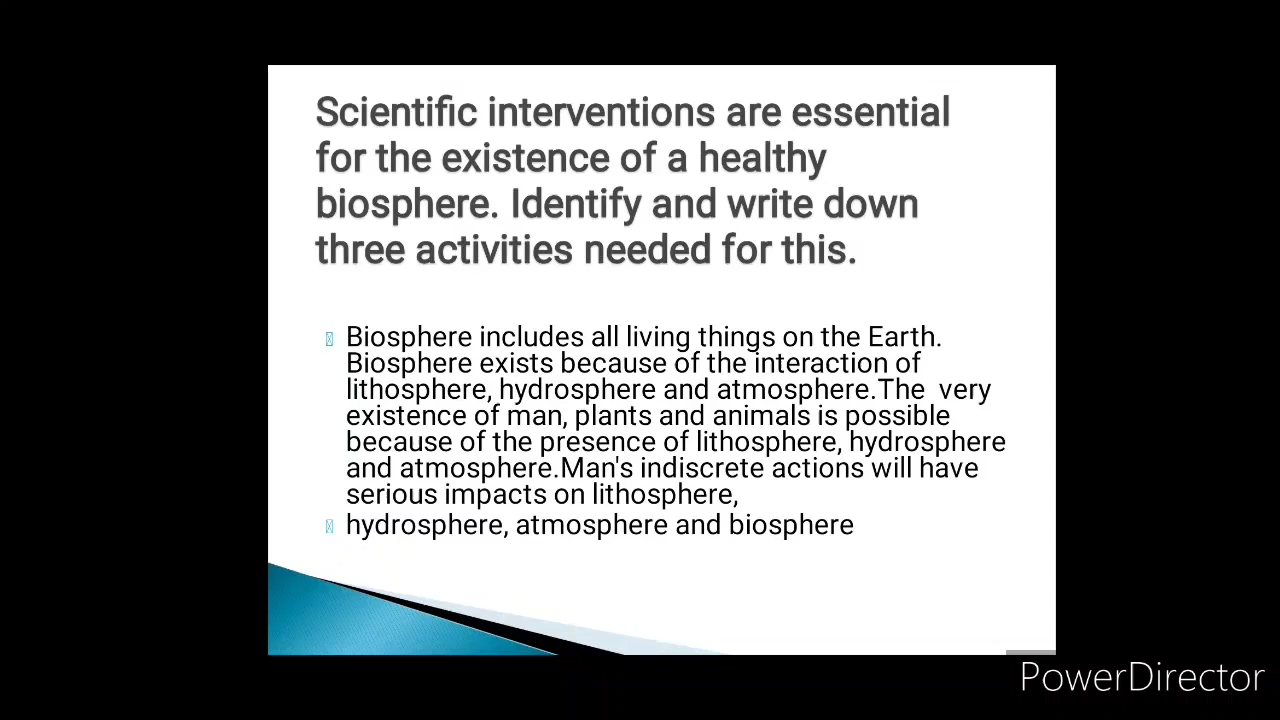 Scientific interventions are essential
for the existence of a healthy
biosphere. Identify and write down
three activities needed for this.
Biosphere includes all living things on the Earth.
Biosphere exists because of the interaction of
lithosphere, hydrosphere and atmosphere.The  very
existence of man, plants and animals is possible
because of the presence of lithosphere, hydrosphere
and atmosphere.Man's indiscrete actions will have
serious impacts on lithosphere,
hydrosphere, atmosphere and biosphere
PowerDirector